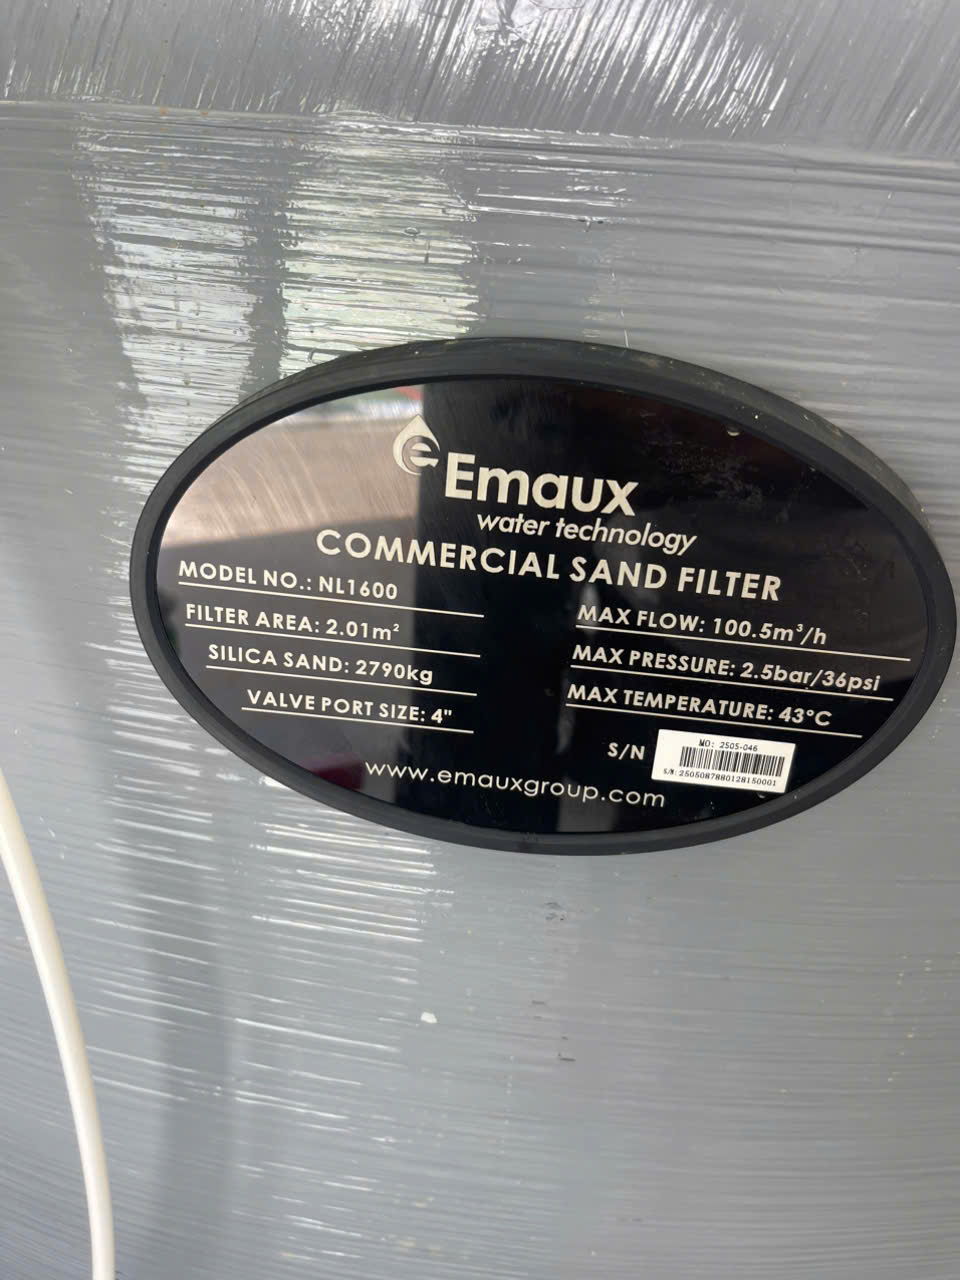 e Emaux
water technology
COMMERCIAL SAND FILTER
MODEL NO.: NL1600
FILTER AREA: 2.01m²
SILICA SAND: 2790kg
VALVE PORT SIZE: 4"
MAX FLOW: 100.5m³/h
MAX PRESSURE: 2.5bar/36psi
MAX TEMPERATURE: 43°C
S/N
MO: 2505-046
S/N: 2505087880128150001
www.emauxgroup.com